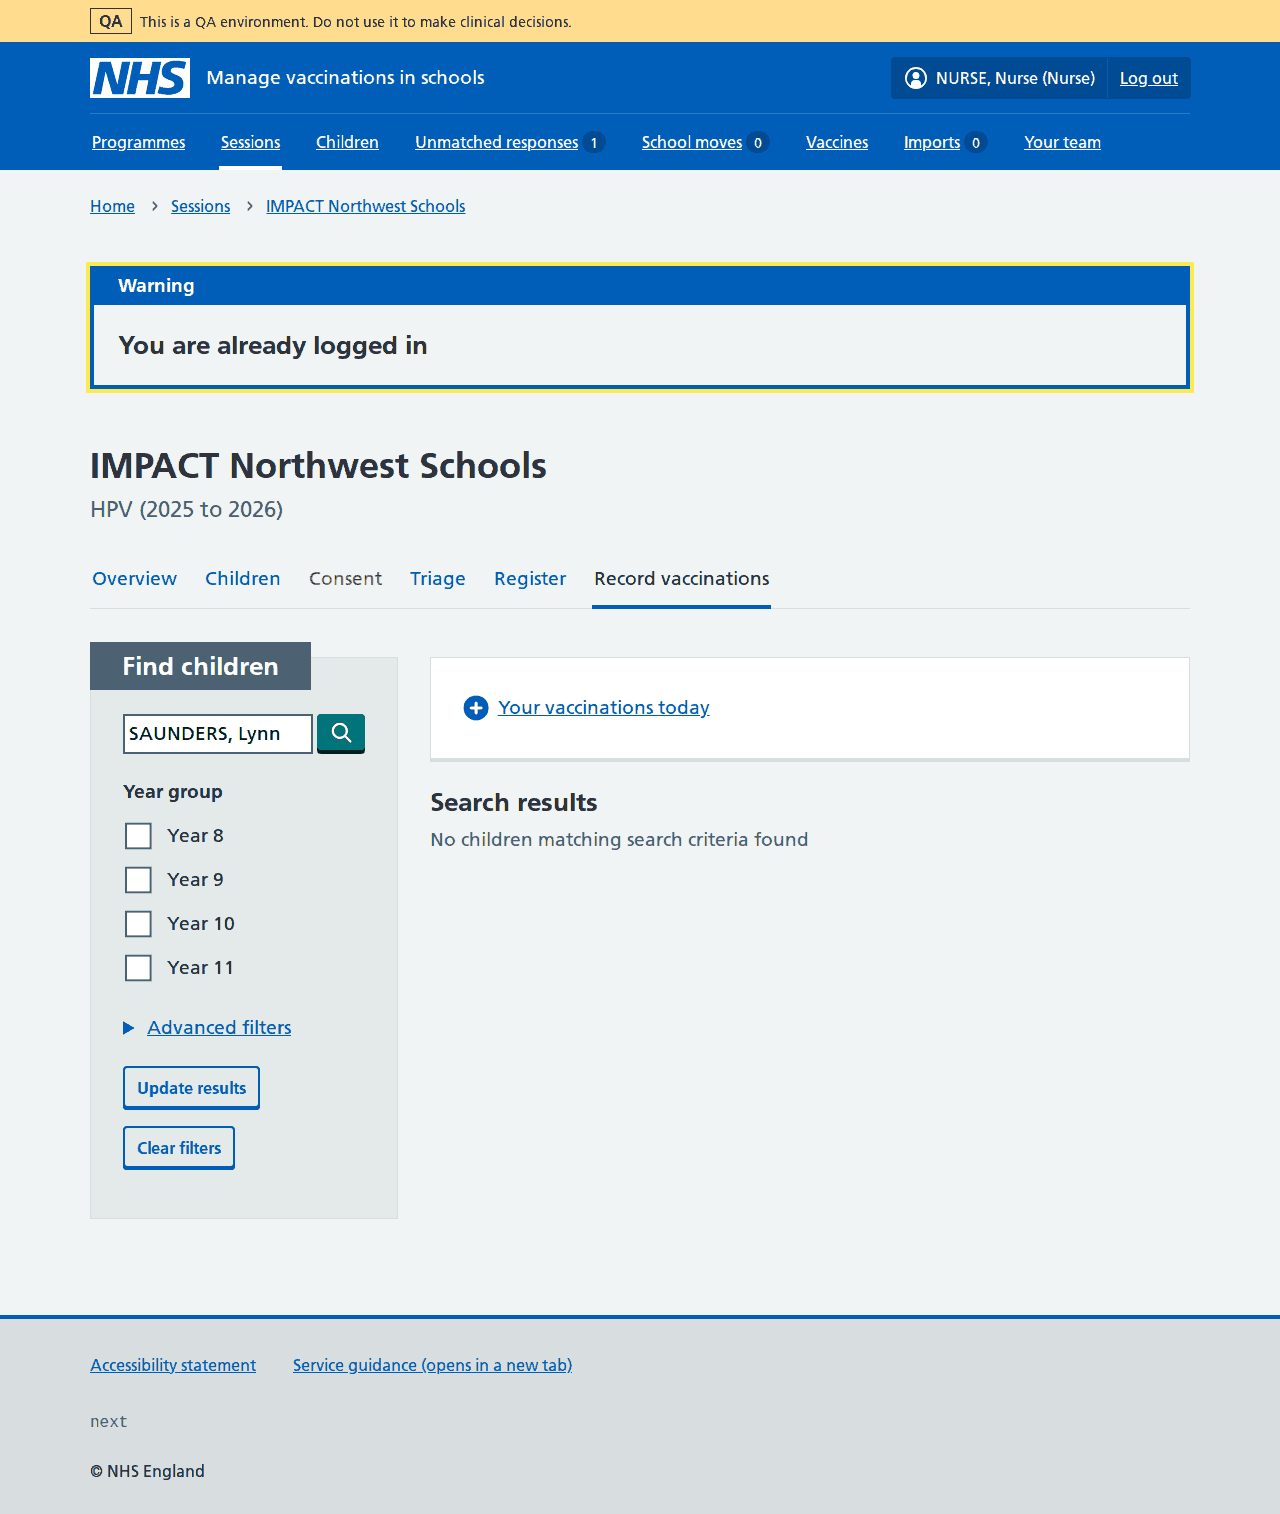 QA This is a QA environment. Do not use it to make clinical decisions.
NHS Manage vaccinations in schools NURSE, Nurse (Nurse) Log out
Programmes Sessions Children Unmatched responses 1 School moves 0 Vaccines Imports 0 Your team
Home Sessions IMPACT Northwest Schools
Warning
You are already logged in
IMPACT Northwest Schools
HPV (2025 to 2026)
Overview Children Consent Triage Register Record vaccinations
Find children
SAUNDERS, Lynn
Year group
Year 8
Year 9
Year 10
Year 11
Advanced filters
Update results
Clear filters
Your vaccinations today
Search results
No children matching search criteria found
Accessibility statement Service guidance (opens in a new tab)
next
© NHS England